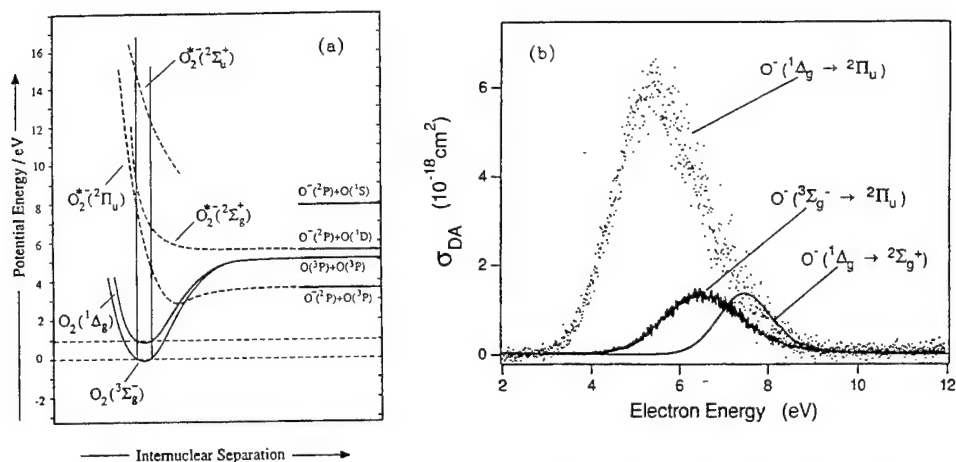 (a)
Potential Energy / eV
16
14
12
10
8
6
4
2
0
-2
O₂*⁻(²Σᵤ⁺)
O₂*⁻(²Πᵤ)
O₂*⁻(²Σg⁺)
O⁻(²P)+O(¹S)
O⁻(²P)+O(¹D)
O(³P)+O(³P)
O⁻(²P)+O(³P)
O₂(¹Δg)
O₂(³Σg⁻)
Internuclear Separation
(b)
σDA (10⁻¹⁸cm²)
6
4
2
0
O⁻(¹Δg → ²Πᵤ)
O⁻(³Σg⁻ → ²Πᵤ)
O⁻(¹Δg → ²Σg⁺)
2 4 6 8 10 12
Electron Energy (eV)